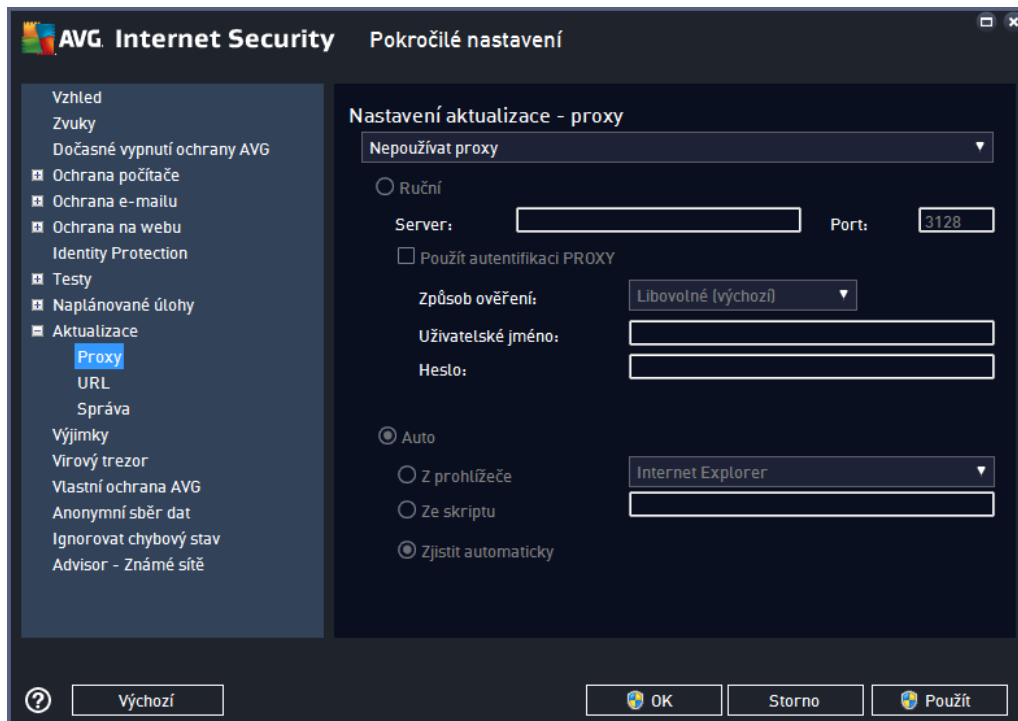 AVG Internet Security Pokročilé nastavení
Vzhled
Zvuky
Dočasné vypnutí ochrany AVG
Ochrana počítače
Ochrana e-mailu
Ochrana na webu
Identity Protection
Testy
Naplánované úlohy
Aktualizace
Proxy
URL
Správa
Výjimky
Virový trezor
Vlastní ochrana AVG
Anonymní sběr dat
Ignorovat chybový stav
Advisor - Známé sítě
Nastavení aktualizace - proxy
Nepoužívat proxy
Ruční
Server: Port: 3128
Použít autentifikaci PROXY
Způsob ověření: Libovolné (výchozí)
Uživatelské jméno:
Heslo:
Auto
Z prohlížeče Internet Explorer
Ze skriptu
Zjistit automaticky
? Výchozí OK Storno Použít